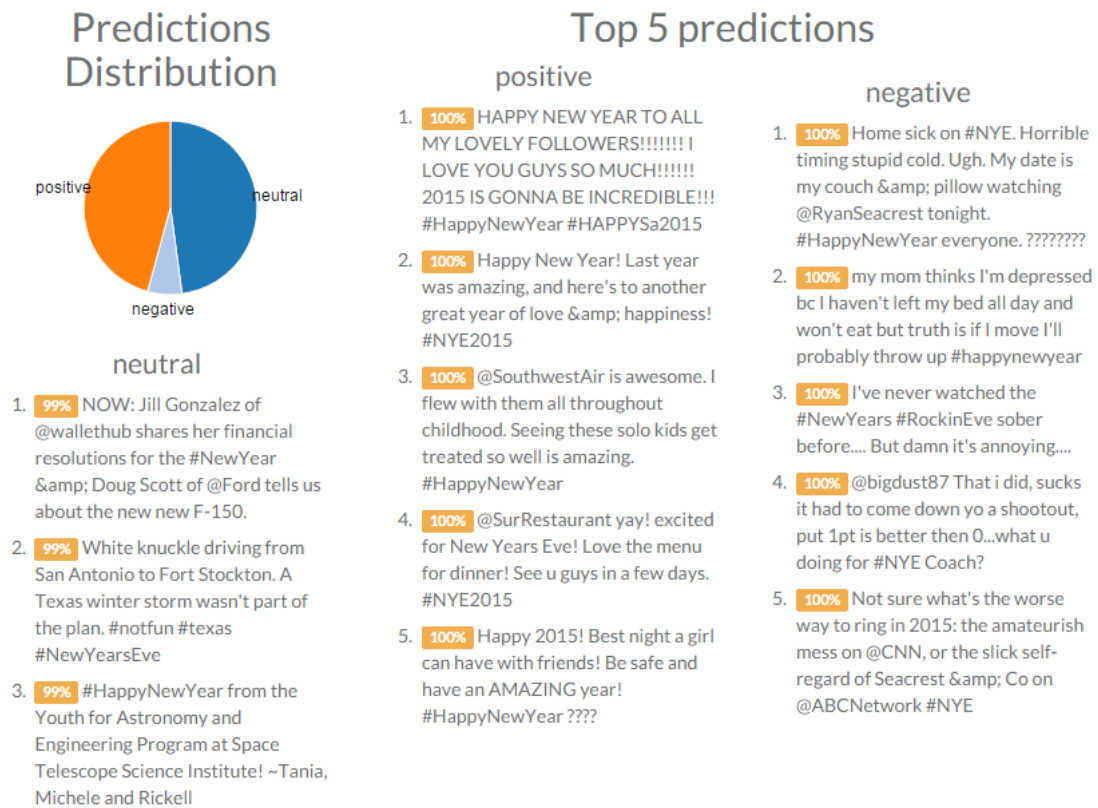 Predictions
Distribution
positive
neutral
negative
neutral
1. 99% NOW: Jill Gonzalez of
@wallethub shares her financial
resolutions for the #NewYear
&amp; Doug Scott of @Ford tells us
about the new new F-150.
2. 99% White knuckle driving from
San Antonio to Fort Stockton. A
Texas winter storm wasn't part of
the plan. #notfun #texas
#NewYearsEve
3. 99% #HappyNewYear from the
Youth for Astronomy and
Engineering Program at Space
Telescope Science Institute! ~Tania,
Michele and Rickell
Top 5 predictions
positive
1. 100% HAPPY NEW YEAR TO ALL
MY LOVELY FOLLOWERS!!!!!!! I
LOVE YOU GUYS SO MUCH!!!!!!
2015 IS GONNA BE INCREDIBLE!!!
#HappyNewYear #HAPPYSa2015
2. 100% Happy New Year! Last year
was amazing, and here's to another
great year of love &amp; happiness!
#NYE2015
3. 100% @SouthwestAir is awesome. I
flew with them all throughout
childhood. Seeing these solo kids get
treated so well is amazing.
#HappyNewYear
4. 100% @SurRestaurant yay! excited
for New Years Eve! Love the menu
for dinner! See u guys in a few days.
#NYE2015
5. 100% Happy 2015! Best night a girl
can have with friends! Be safe and
have an AMAZING year!
#HappyNewYear ????
negative
1. 100% Home sick on #NYE. Horrible
timing stupid cold. Ugh. My date is
my couch &amp; pillow watching
@RyanSeacrest tonight.
#HappyNewYear everyone. ????????
2. 100% my mom thinks I'm depressed
bc I haven't left my bed all day and
won't eat but truth is if I move I'll
probably throw up #happynewyear
3. 100% I've never watched the
#NewYears #RockinEve sober
before.... But damn it's annoying....
4. 100% @bigdust87 That i did, sucks
it had to come down yo a shootout,
put 1pt is better then 0...what u
doing for #NYE Coach?
5. 100% Not sure what's the worse
way to ring in 2015: the amateurish
mess on @CNN, or the slick self-
regard of Seacrest &amp; Co on
@ABCNetwork #NYE